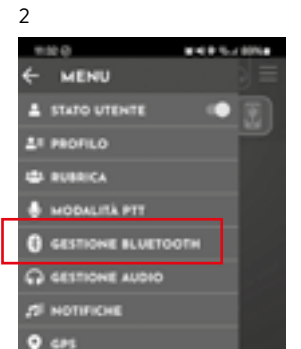 2
← MENU
STATO UTENTE
PROFILO
RUBRICA
MODALITÀ PTT
GESTIONE BLUETOOTH
GESTIONE AUDIO
NOTIFICHE
GPS